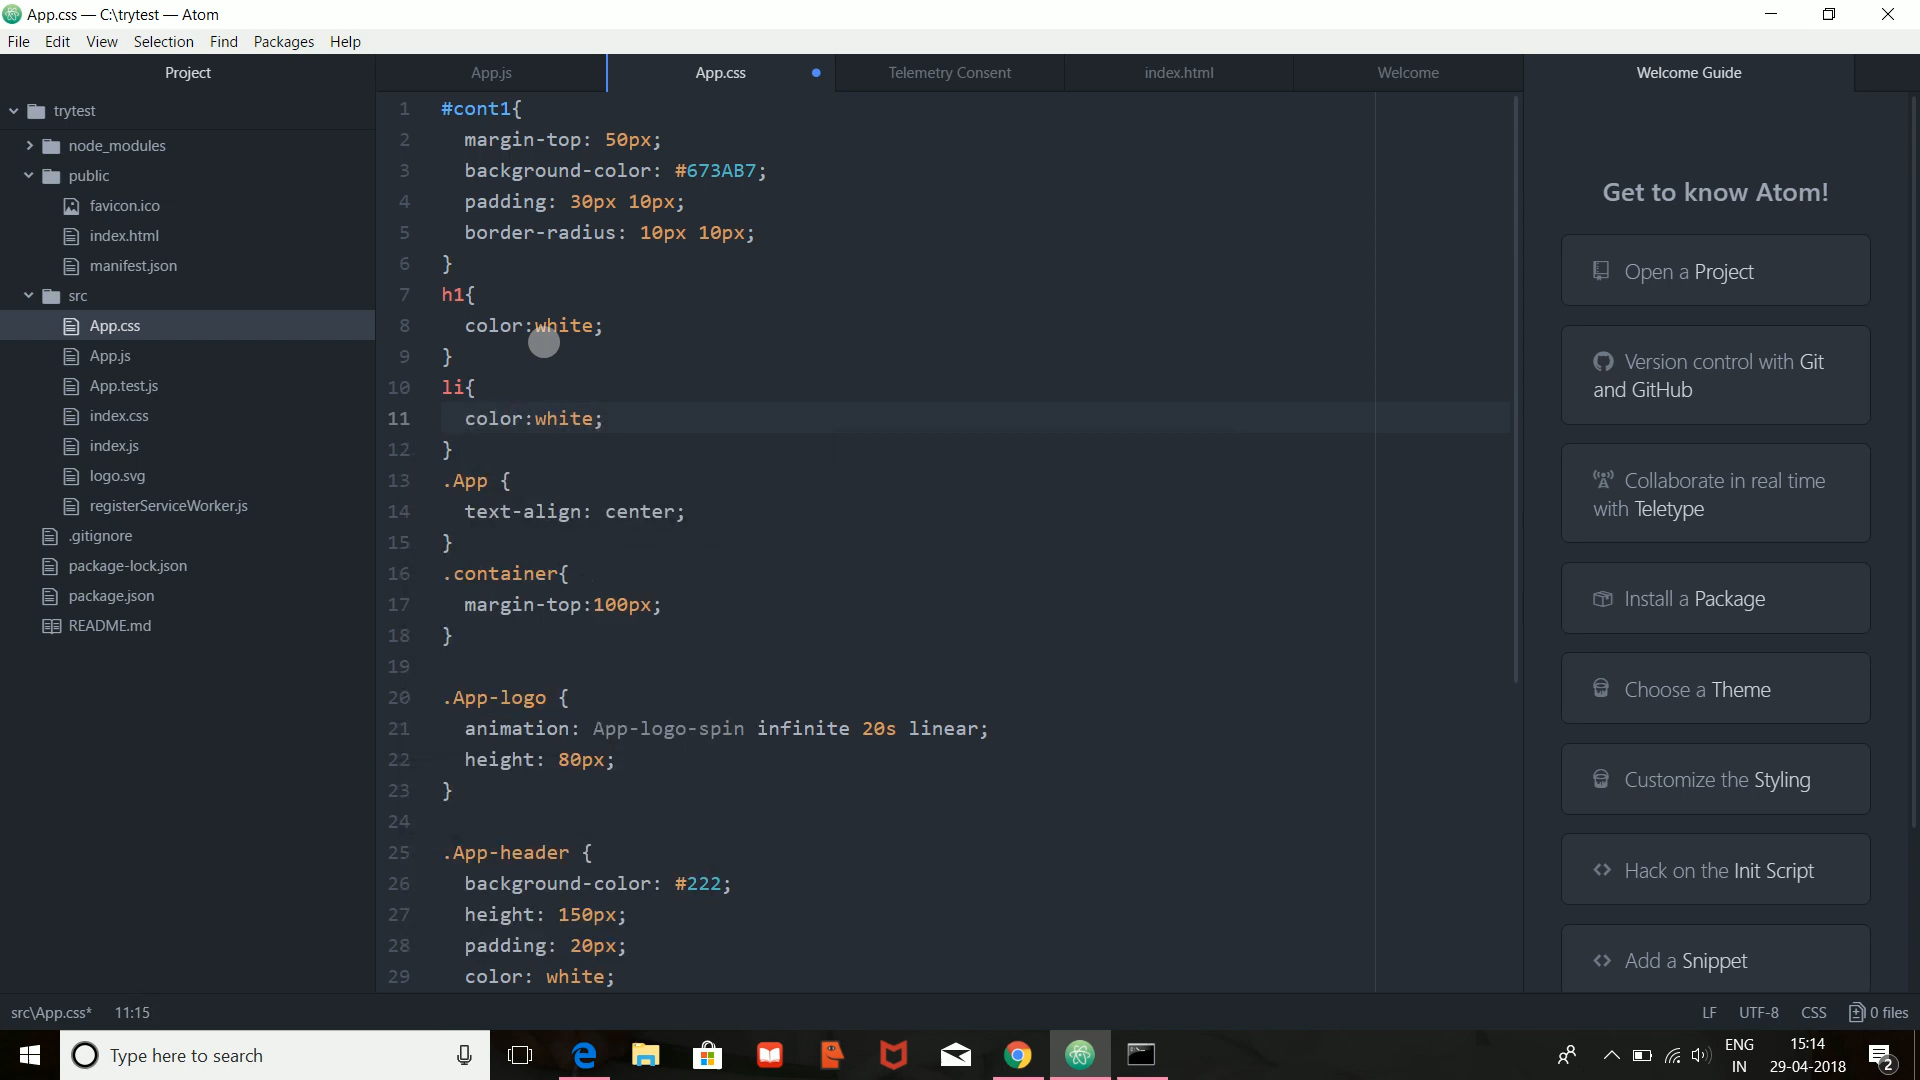 App.css — C:\trytest — Atom
File Edit View Selection Find Packages Help
Project
App.js
App.css
Telemetry Consent
index.html
Welcome
Welcome Guide
trytest
node_modules
public
favicon.ico
index.html
manifest.json
src
App.css
App.js
App.test.js
index.css
index.js
logo.svg
registerServiceWorker.js
.gitignore
package-lock.json
package.json
README.md
1 #cont1{
2 margin-top: 50px;
3 background-color: #673AB7;
4 padding: 30px 10px;
5 border-radius: 10px 10px;
6 }
7 h1{
8 color:white;
9 }
10 li{
11 color:white;
12 }
13 .App {
14 text-align: center;
15 }
16 .container{
17 margin-top:100px;
18 }
19
20 .App-logo {
21 animation: App-logo-spin infinite 20s linear;
22 height: 80px;
23 }
24
25 .App-header {
26 background-color: #222;
27 height: 150px;
28 padding: 20px;
29 color: white;
Get to know Atom!
Open a Project
Version control with Git
and GitHub
Collaborate in real time
with Teletype
Install a Package
Choose a Theme
Customize the Styling
Hack on the Init Script
Add a Snippet
src\App.css* 11:15
LF UTF-8 CSS 0 files
Type here to search
ENG
IN
15:14
29-04-2018
2